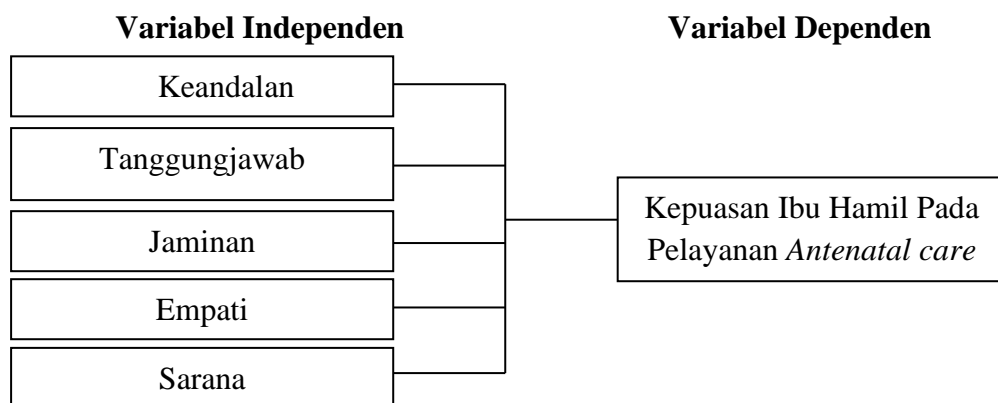 Variabel Independen
Variabel Dependen
Keandalan
Tanggungjawab
Jaminan
Empati
Sarana
Kepuasan Ibu Hamil Pada
Pelayanan Antenatal care